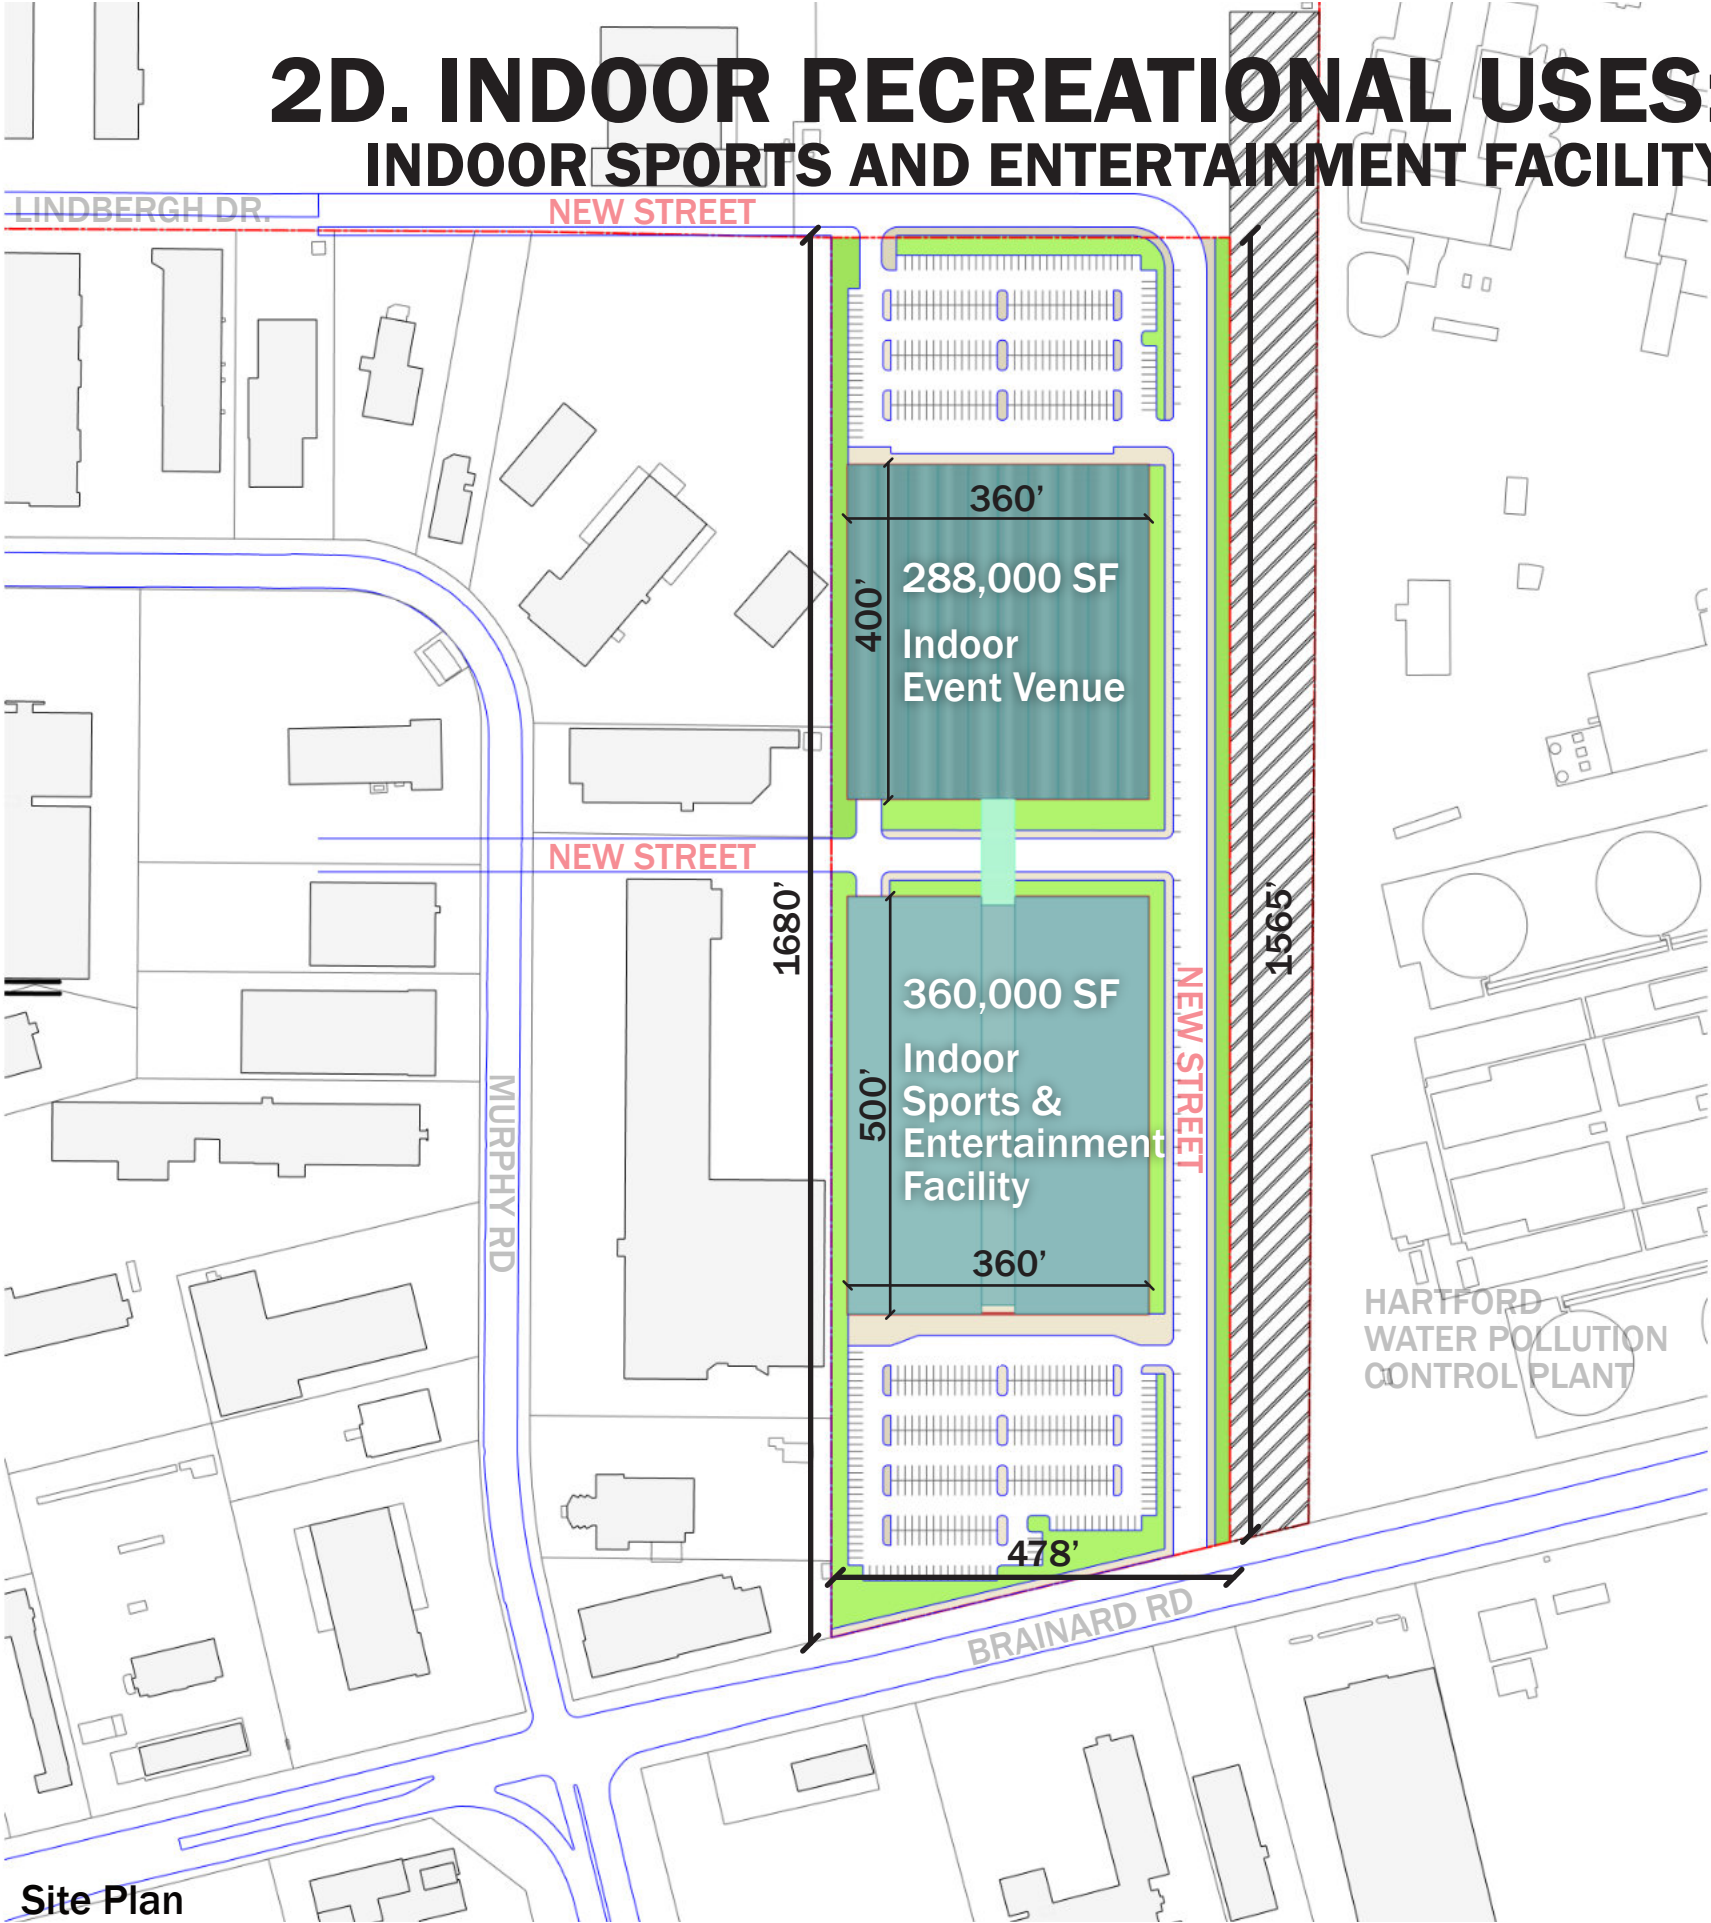 2D. INDOOR RECREATIONAL USES:
INDOOR SPORTS AND ENTERTAINMENT FACILITY
LINDBERGH DR.
NEW STREET
360’
400’
288,000 SF
Indoor
Event Venue
NEW STREET
1680’
1565’
360,000 SF
Indoor
Sports &
Entertainment
Facility
500’
360’
NEW STREET
MURPHY RD
HARTFORD
WATER POLLUTION
CONTROL PLANT
478’
BRAINARD RD
Site Plan